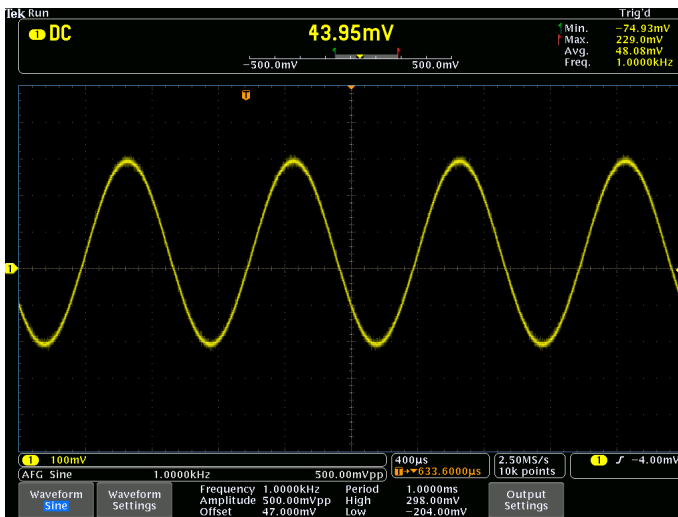 Tek Run Trig'd
1 DC 43.95mV
Min. −74.93mV
Max. 229.0mV
Avg. 48.08mV
Freq. 1.0000kHz
−500.0mV 500.0mV
T
1
1 100mV 400µs 2.50MS/s 1 −4.00mV
T→▼633.6000µs 10k points
AFG Sine 1.0000kHz 500.00mVpp
Waveform Sine
Waveform Settings
Frequency 1.0000kHz Period 1.0000ms
Amplitude 500.00mVpp High 298.00mV
Offset 47.000mV Low −204.00mV
Output Settings